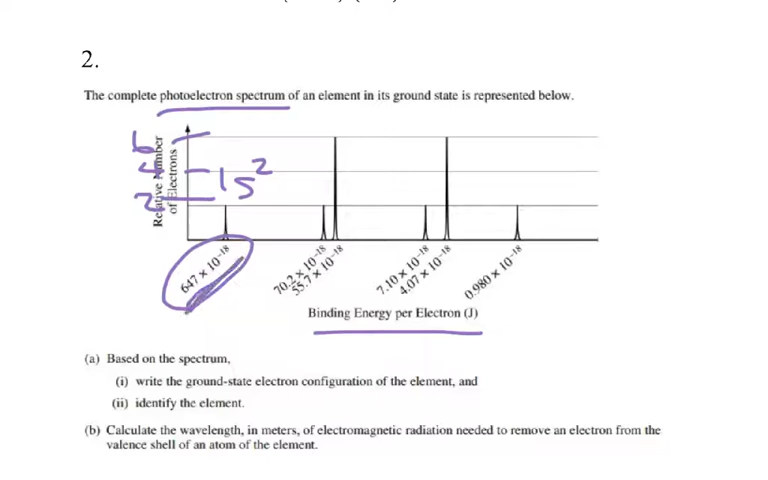 2.
The complete photoelectron spectrum of an element in its ground state is represented below.
6
4
2
1s²
Relative Number
of Electrons
647 × 10⁻¹⁸
70.2 × 10⁻¹⁸
55.7 × 10⁻¹⁸
7.10 × 10⁻¹⁸
4.07 × 10⁻¹⁸
0.980 × 10⁻¹⁸
Binding Energy per Electron (J)
(a) Based on the spectrum,
(i) write the ground-state electron configuration of the element, and
(ii) identify the element.
(b) Calculate the wavelength, in meters, of electromagnetic radiation needed to remove an electron from the
valence shell of an atom of the element.